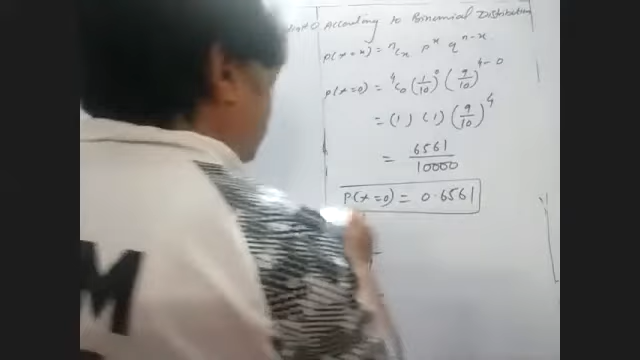 According to Binomial Distribution
P(x=x) = ⁿCₓ pˣ qⁿ⁻ˣ
P(x=0) = ⁴C₀ (1/10)⁰ (9/10)⁴⁻⁰
= (1) (1) (9/10)⁴
= 6561/10000
P(x=0) = 0.6561
M